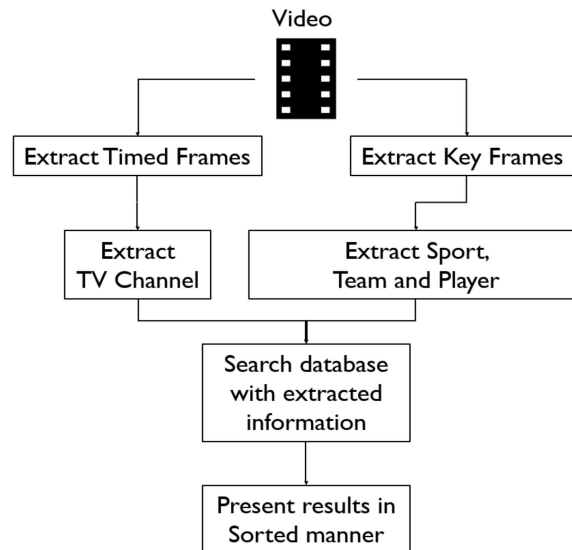 Video
Extract Timed Frames
Extract Key Frames
Extract
TV Channel
Extract Sport,
Team and Player
Search database
with extracted
information
Present results in
Sorted manner